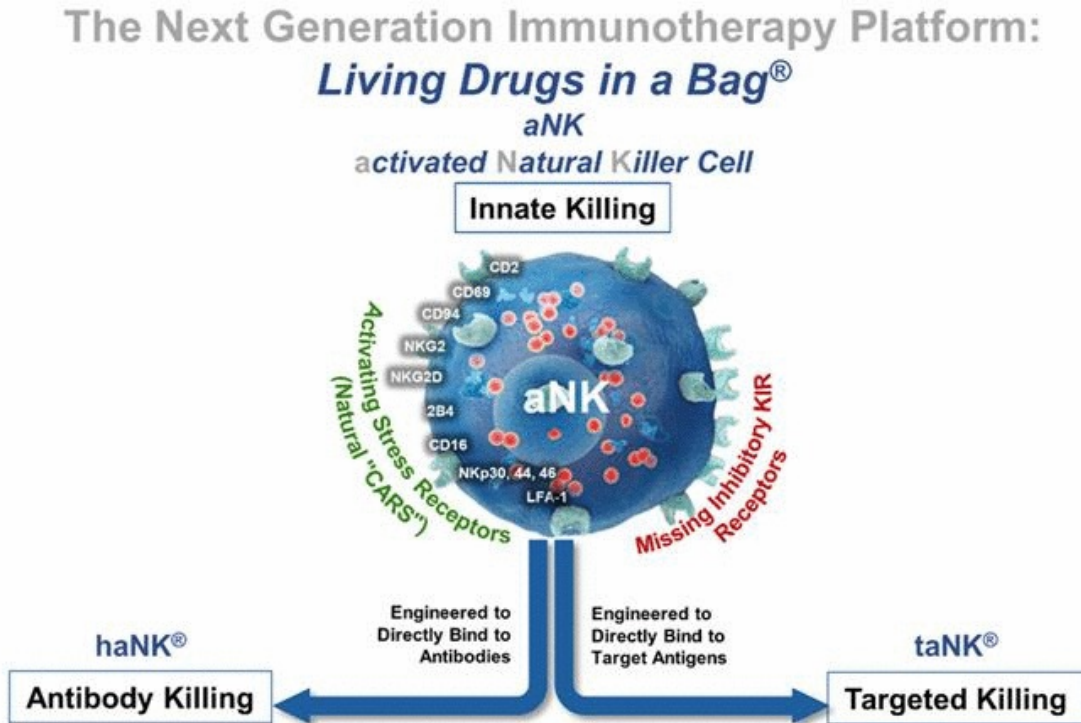 The Next Generation Immunotherapy Platform:
Living Drugs in a Bag®
aNK
activated Natural Killer Cell
Innate Killing
CD2
CD69
CD94
NKG2
NKG2D
2B4
CD16
NKp30, 44, 46
LFA-1
aNK
Activating Stress Receptors
(Natural "CARS")
Missing Inhibitory KIR
Receptors
Engineered to
Directly Bind to
Antibodies
Engineered to
Directly Bind to
Target Antigens
haNK®
Antibody Killing
taNK®
Targeted Killing